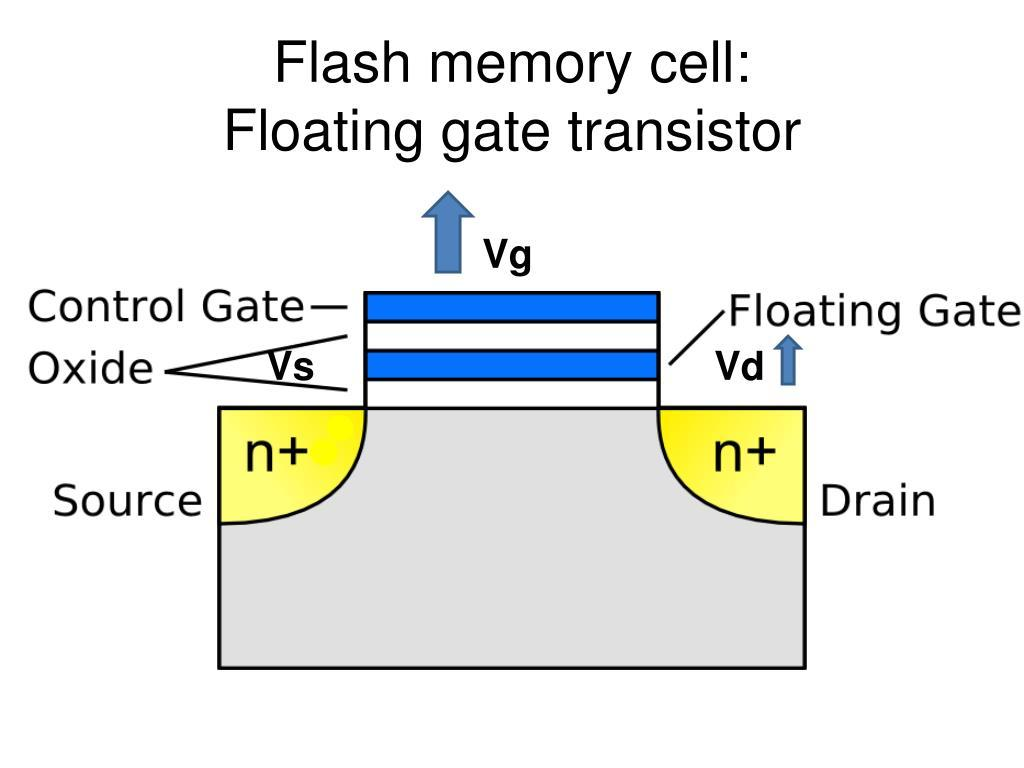 Flash memory cell:
Floating gate transistor
Vg
Control Gate
Floating Gate
Oxide
Vs
Vd
n+
n+
Source
Drain